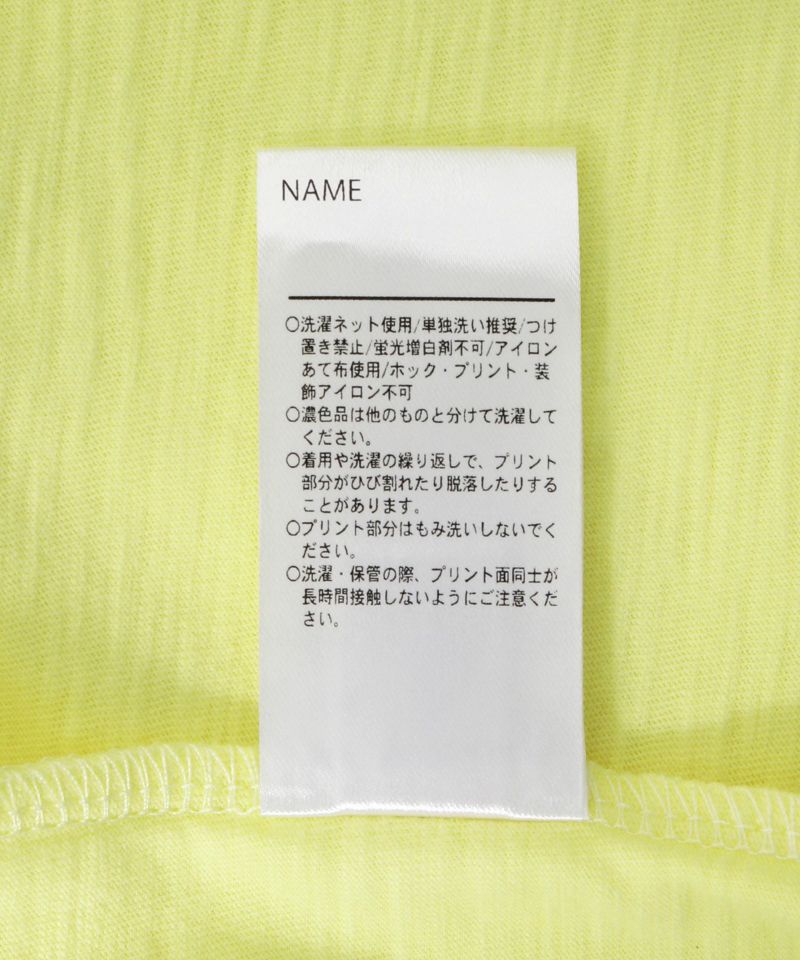 NAME
○洗濯ネット使用/単独洗い推奨/つけ
置き禁止/蛍光増白剤不可/アイロン
あて布使用/ホック・プリント・装
飾アイロン不可
○濃色品は他のものと分けて洗濯して
ください。
○着用や洗濯の繰り返しで、プリント
部分がひび割れたり脱落したりする
ことがあります。
○プリント部分はもみ洗いしないでく
ださい。
○洗濯・保管の際、プリント面同士が
長時間接触しないようにご注意くだ
さい。